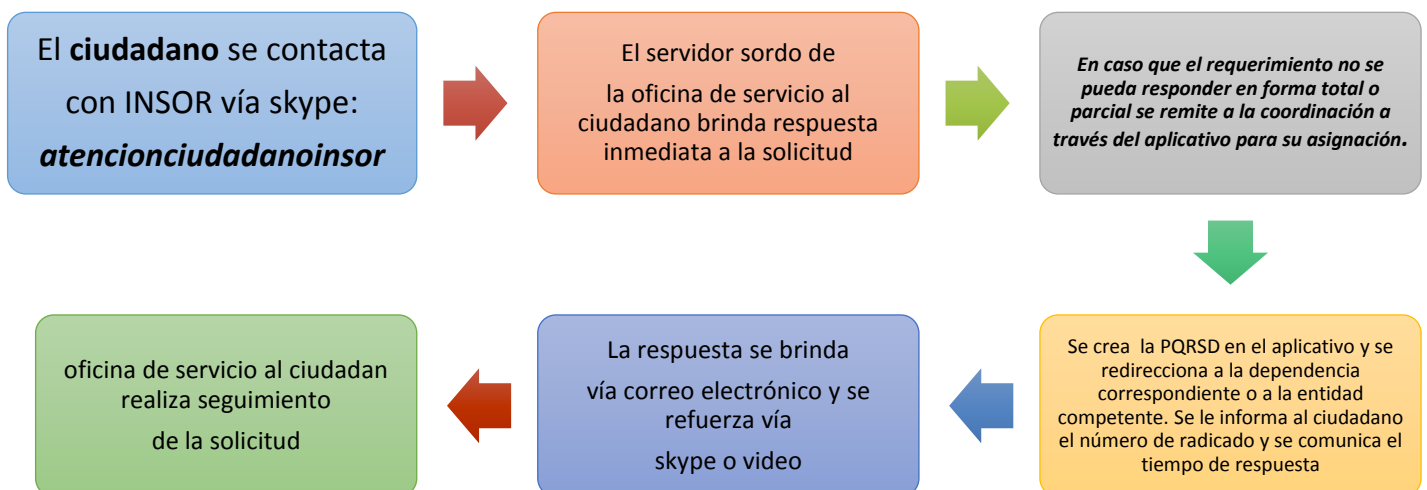 El ciudadano se contacta
con INSOR vía skype:
atencionciudadanoinsor
El servidor sordo de
la oficina de servicio al
ciudadano brinda respuesta
inmediata a la solicitud
En caso que el requerimiento no se
pueda responder en forma total o
parcial se remite a la coordinación a
través del aplicativo para su asignación.
Se crea la PQRSD en el aplicativo y se
redirecciona a la dependencia
correspondiente o a la entidad
competente. Se le informa al ciudadano
el número de radicado y se comunica el
tiempo de respuesta
La respuesta se brinda
vía correo electrónico y se
refuerza vía
skype o video
oficina de servicio al ciudadan
realiza seguimiento
de la solicitud